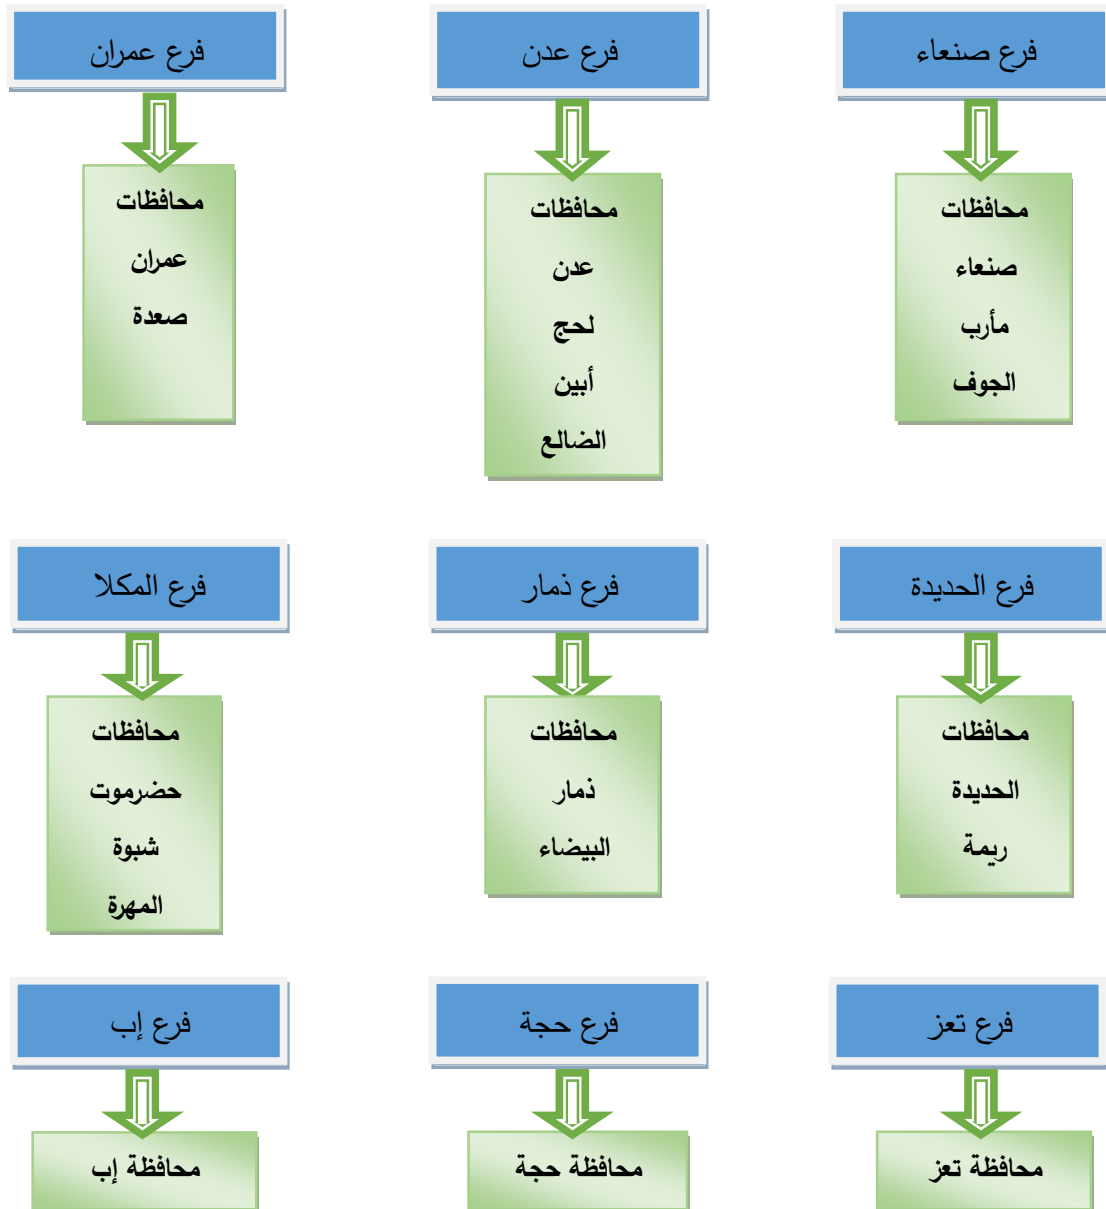 فرع صنعاء
محافظات
صنعاء
مأرب
الجوف
فرع عدن
محافظات
عدن
لحج
أبين
الضالع
فرع عمران
محافظات
عمران
صعدة
فرع الحديدة
محافظات
الحديدة
ريمة
فرع ذمار
محافظات
ذمار
البيضاء
فرع المكلا
محافظات
حضرموت
شبوة
المهرة
فرع تعز
محافظة تعز
فرع حجة
محافظة حجة
فرع إب
محافظة إب